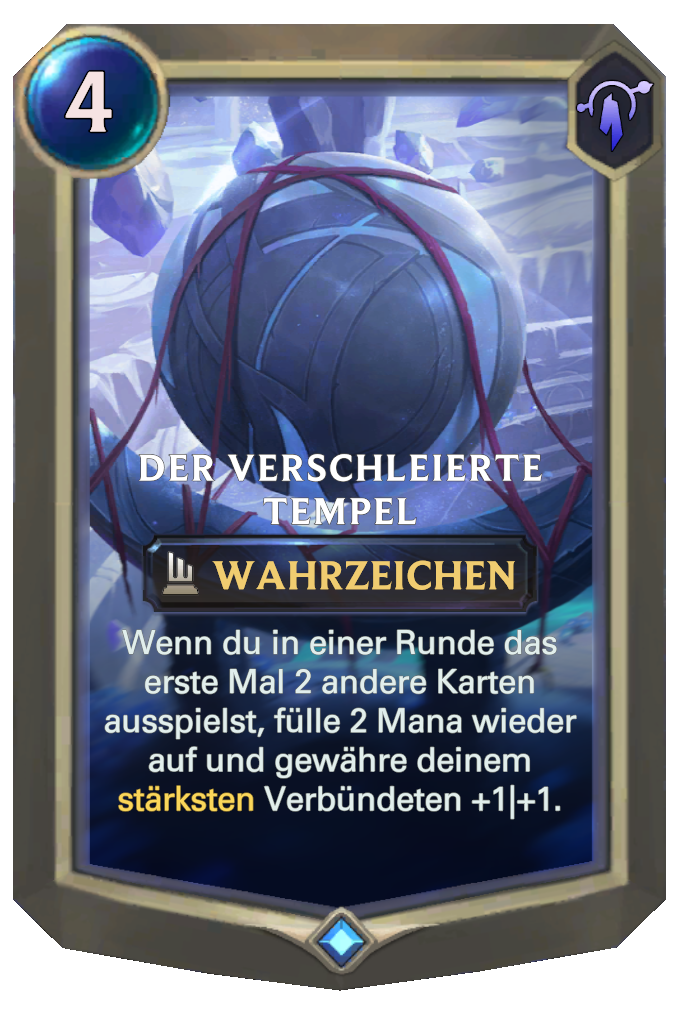 4
DER VERSCHLEIERTE
TEMPEL
WAHRZEICHEN
Wenn du in einer Runde das
erste Mal 2 andere Karten
ausspielst, fülle 2 Mana wieder
auf und gewähre deinem
stärksten Verbündeten +1|+1.